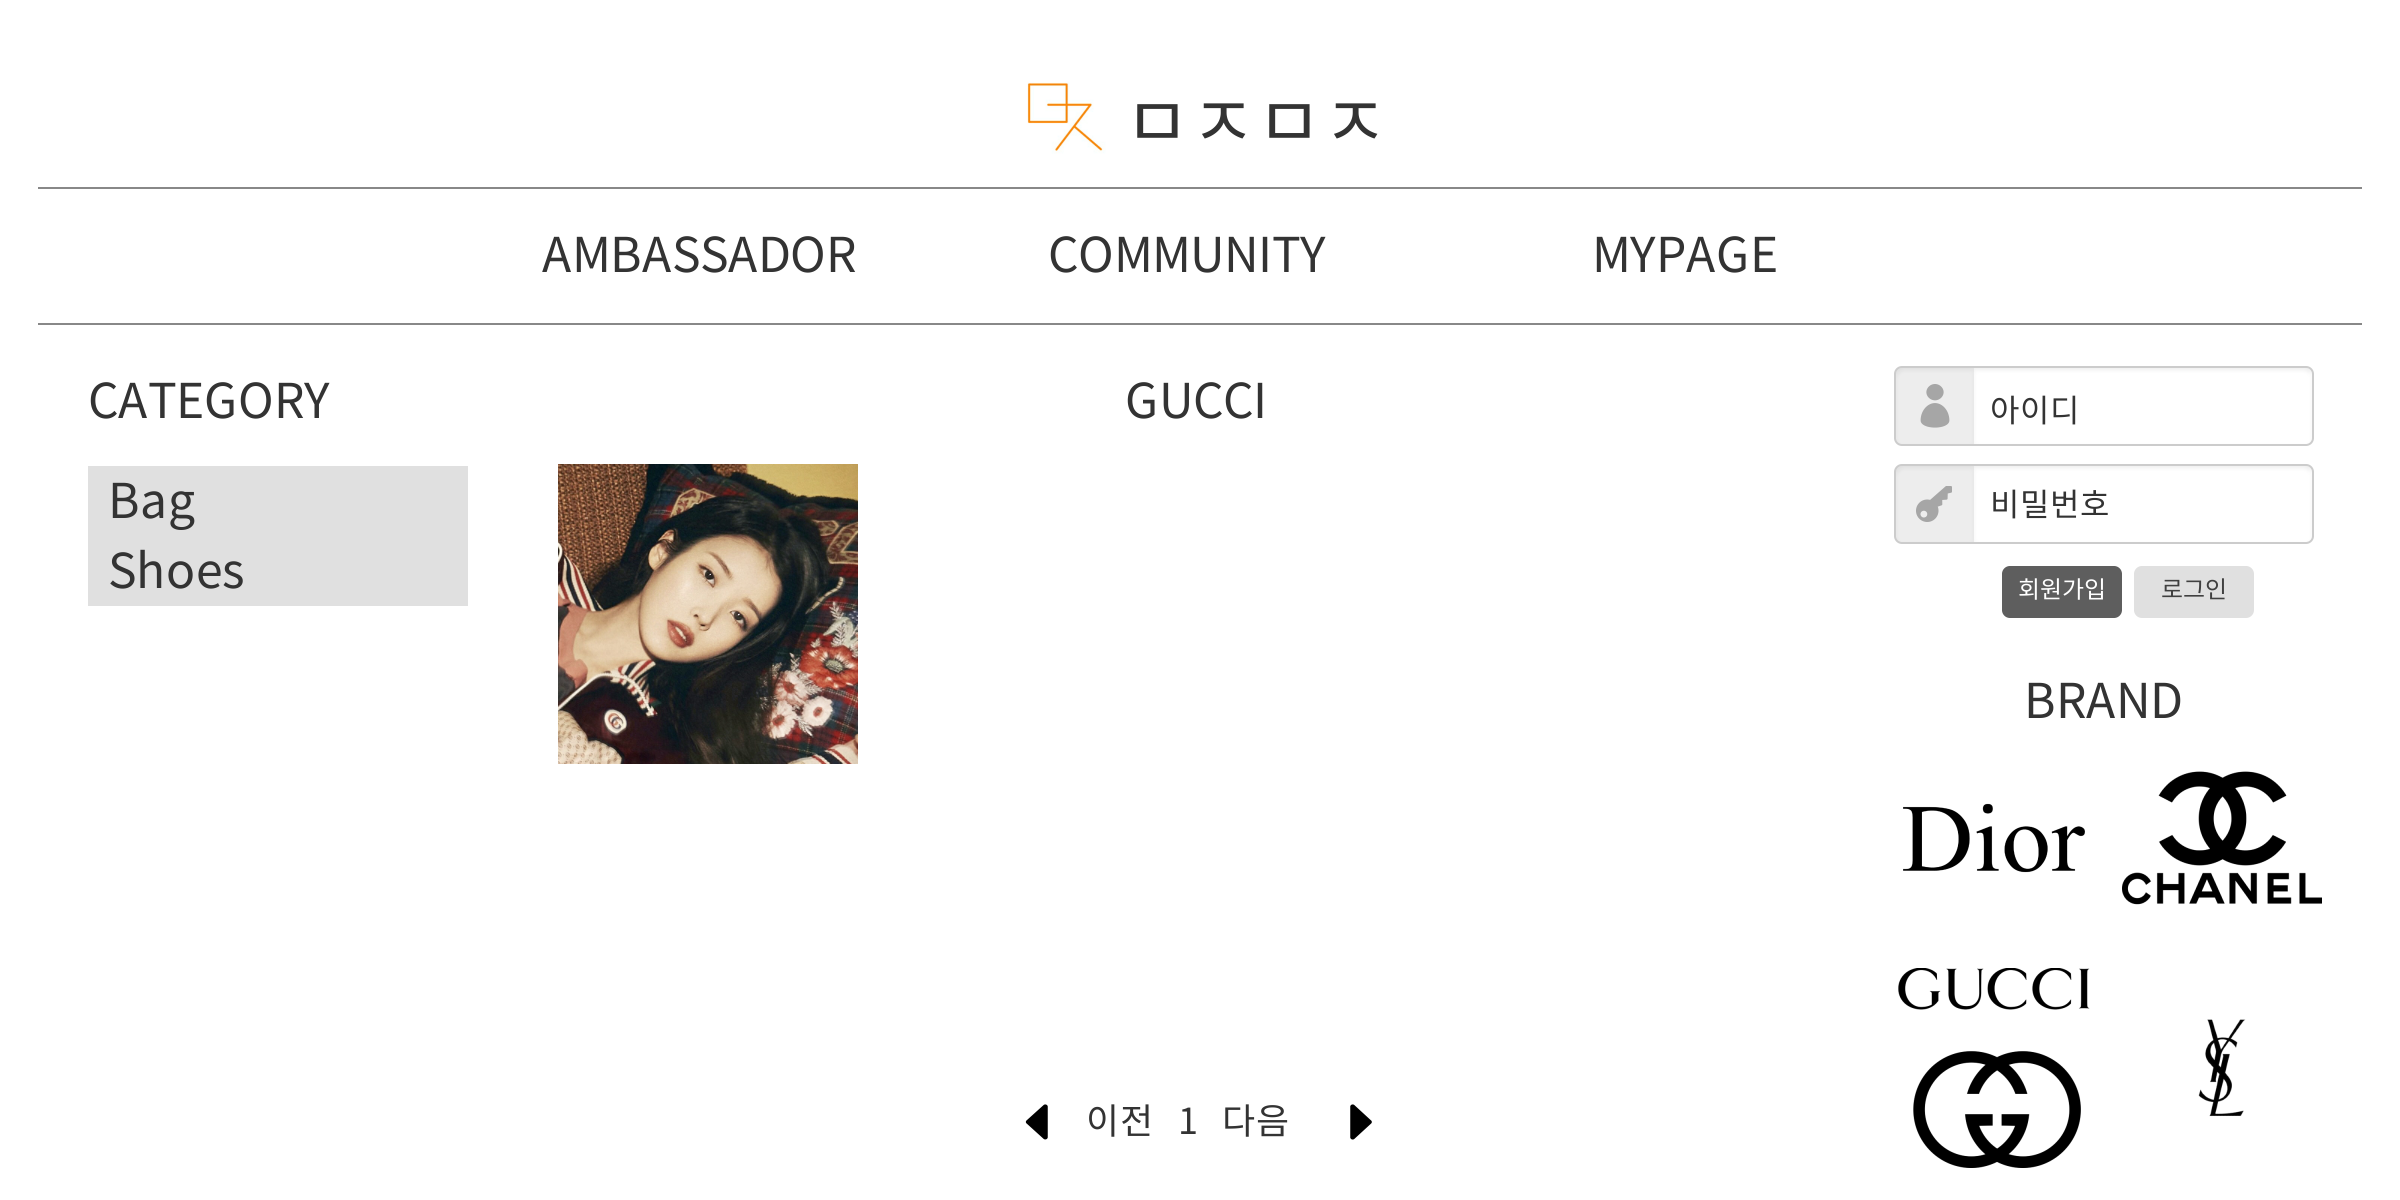 ㅁㅈㅁㅈ
AMBASSADOR COMMUNITY MYPAGE
CATEGORY
Bag
Shoes
GUCCI
아이디
비밀번호
회원가입 로그인
BRAND
Dior
CHANEL
GUCCI
YSL
이전 1 다음